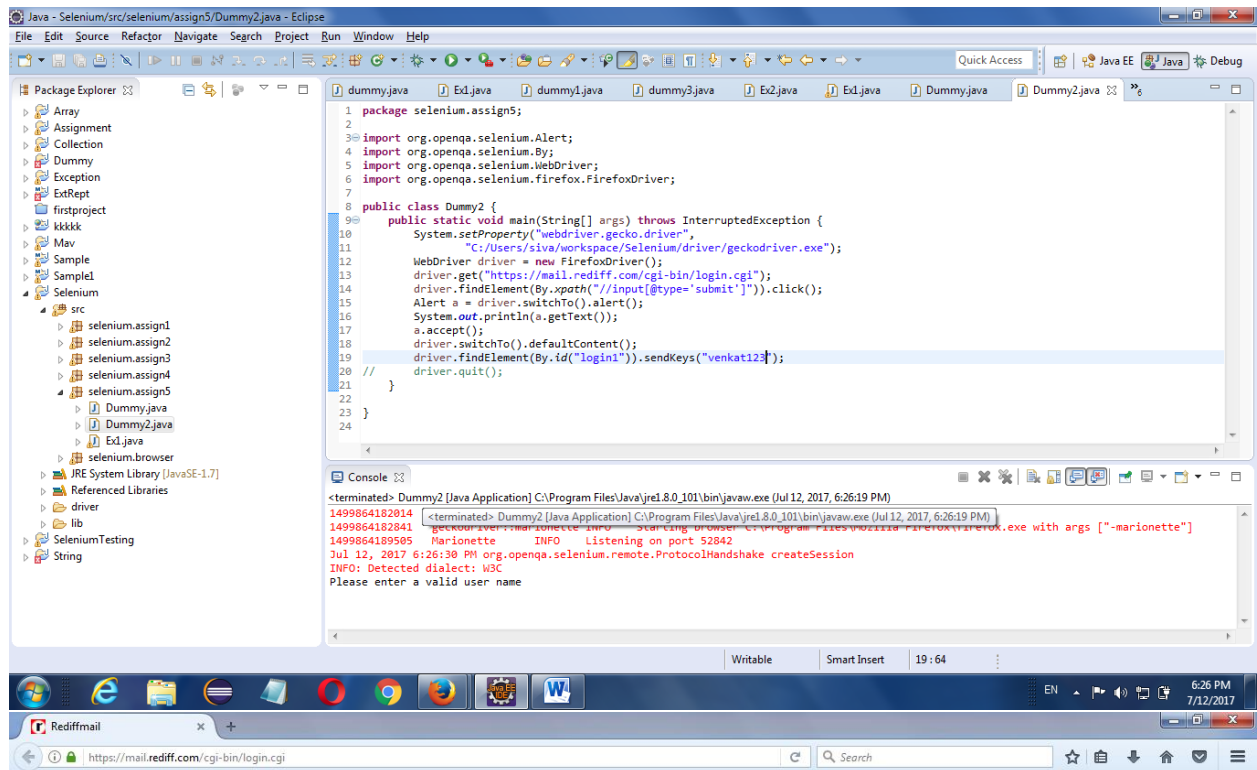 Java - Selenium/src/selenium/assign5/Dummy2.java - Eclipse
File Edit Source Refactor Navigate Search Project Run Window Help
Quick Access Java EE Java Debug
Package Explorer
Array
Assignment
Collection
Dummy
Exception
ExtRept
firstproject
kkkkk
Mav
Sample
Sample1
Selenium
src
selenium.assign1
selenium.assign2
selenium.assign3
selenium.assign4
selenium.assign5
Dummy.java
Dummy2.java
Ex1.java
selenium.browser
JRE System Library [JavaSE-1.7]
Referenced Libraries
driver
lib
SeleniumTesting
String
dummy.java Ex1.java dummy1.java dummy3.java Ex2.java Ex1.java Dummy.java Dummy2.java »6
1 package selenium.assign5;
2
3 import org.openqa.selenium.Alert;
4 import org.openqa.selenium.By;
5 import org.openqa.selenium.WebDriver;
6 import org.openqa.selenium.firefox.FirefoxDriver;
7
8 public class Dummy2 {
9 public static void main(String[] args) throws InterruptedException {
10 System.setProperty("webdriver.gecko.driver",
11 "C:/Users/siva/workspace/Selenium/driver/geckodriver.exe");
12 WebDriver driver = new FirefoxDriver();
13 driver.get("https://mail.rediff.com/cgi-bin/login.cgi");
14 driver.findElement(By.xpath("//input[@type='submit']")).click();
15 Alert a = driver.switchTo().alert();
16 System.out.println(a.getText());
17 a.accept();
18 driver.switchTo().defaultContent();
19 driver.findElement(By.id("login1")).sendKeys("venkat123");
20 // driver.quit();
21 }
22
23 }
24
Console
<terminated> Dummy2 [Java Application] C:\Program Files\Java\jre1.8.0_101\bin\javaw.exe (Jul 12, 2017, 6:26:19 PM)
1499864182014
<terminated> Dummy2 [Java Application] C:\Program Files\Java\jre1.8.0_101\bin\javaw.exe (Jul 12, 2017, 6:26:19 PM)
1499864182841 geckodriver::marionette INFO Starting browser C:\Program Files\Mozilla Firefox\firefox.exe with args ["-marionette"]
1499864189505 Marionette INFO Listening on port 52842
Jul 12, 2017 6:26:30 PM org.openqa.selenium.remote.ProtocolHandshake createSession
INFO: Detected dialect: W3C
Please enter a valid user name
Writable Smart Insert 19 : 64
EN 6:26 PM
7/12/2017
Rediffmail
https://mail.rediff.com/cgi-bin/login.cgi Search